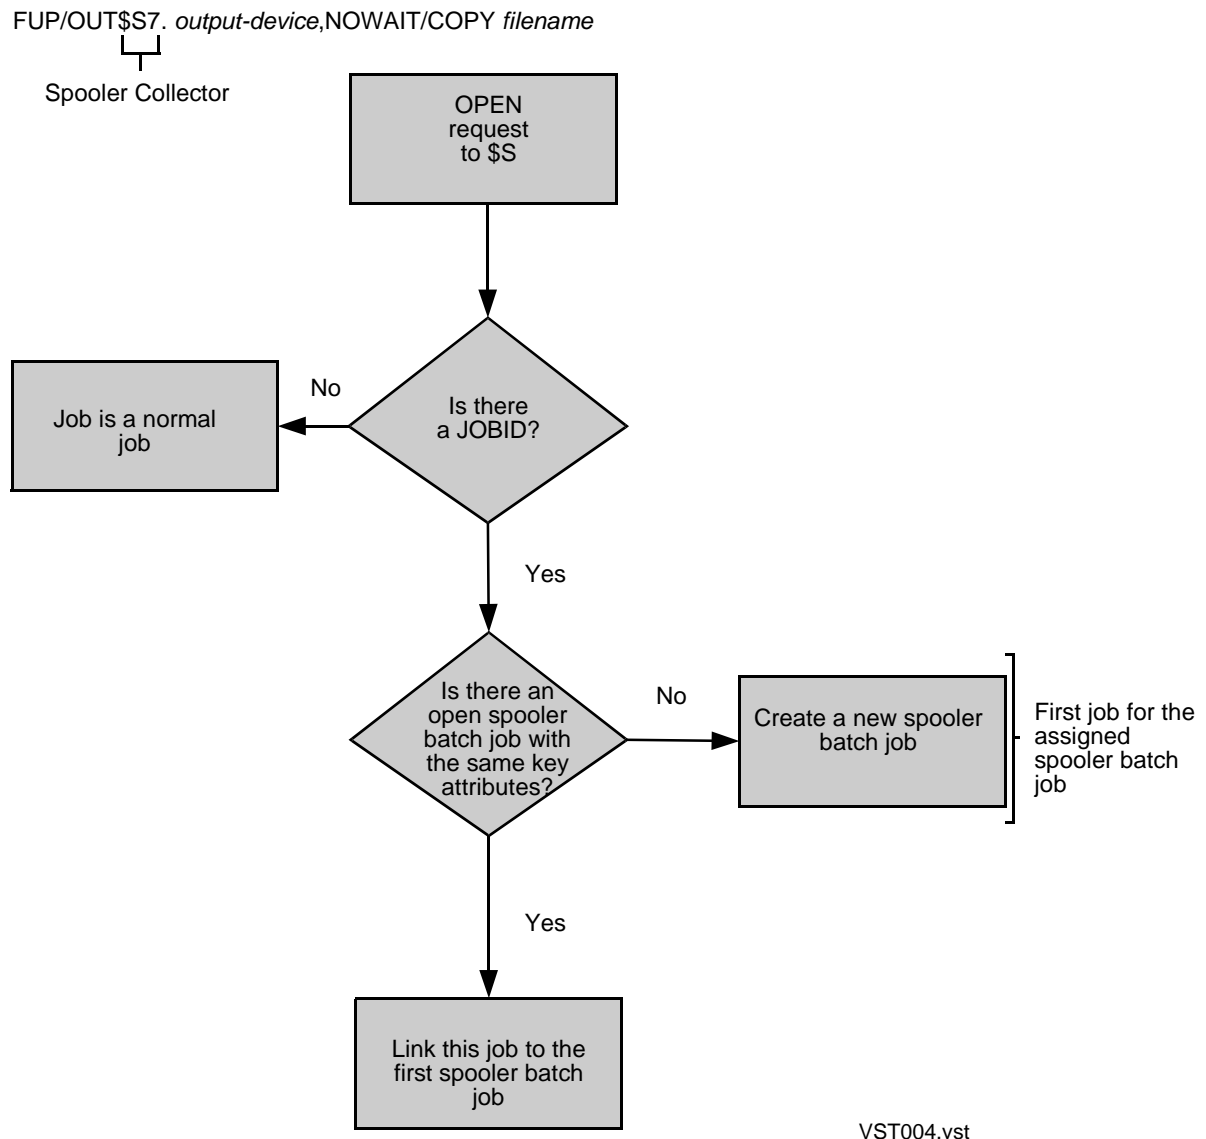 FUP/OUT$S7. output-device,NOWAIT/COPY filename
Spooler Collector
OPEN
request
to $S
No
Job is a normal
job
Is there
a JOBID?
Yes
Is there an
open spooler
batch job with
the same key
attributes?
No
Create a new spooler
batch job
First job for the
assigned
spooler batch
job
Yes
Link this job to the
first spooler batch
job
VST004.vst